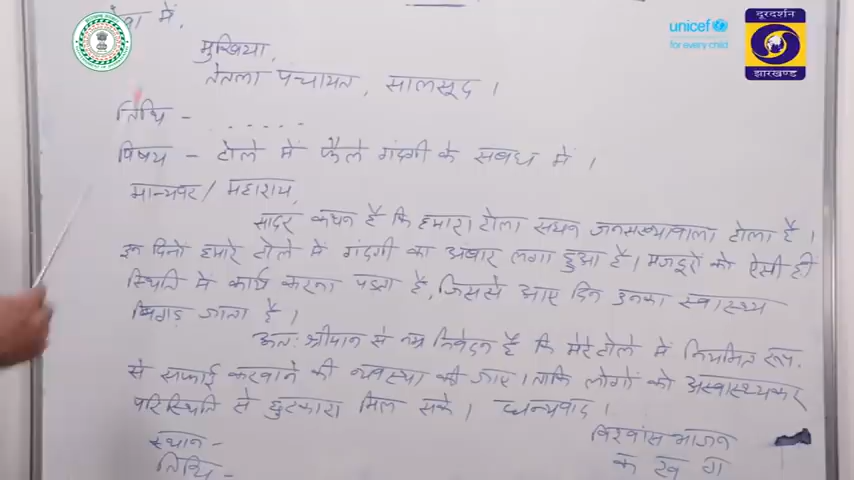 सेवा में,
मुखिया,
तेतला पंचायत, सालसूद।
तिथि - . . . . . .
विषय - टोले में फैले गंदगी के संबंध में।
मान्यवर/महाशय,
सादर कथन है कि हमारा टोला सघन जनसंख्यावाला टोला है।
इन दिनों हमारे टोले में गंदगी का अंबार लगा हुआ है। मजदूरों को ऐसी ही
स्थिति में कार्य करना पड़ता है, जिससे आए दिन उनका स्वास्थ्य
बिगड़ जाता है।
अतः श्रीमान से नम्र निवेदन है कि मेरे टोले में नियमित रूप
से सफाई करवाने की व्यवस्था की जाए। ताकि लोगों को अस्वास्थ्यकर
परिस्थिति से छुटकारा मिल सके। धन्यवाद।
विश्वास भाजन
स्थान-
क ख ग
तिथि -
unicef
for every child
दूरदर्शन
झारखण्ड